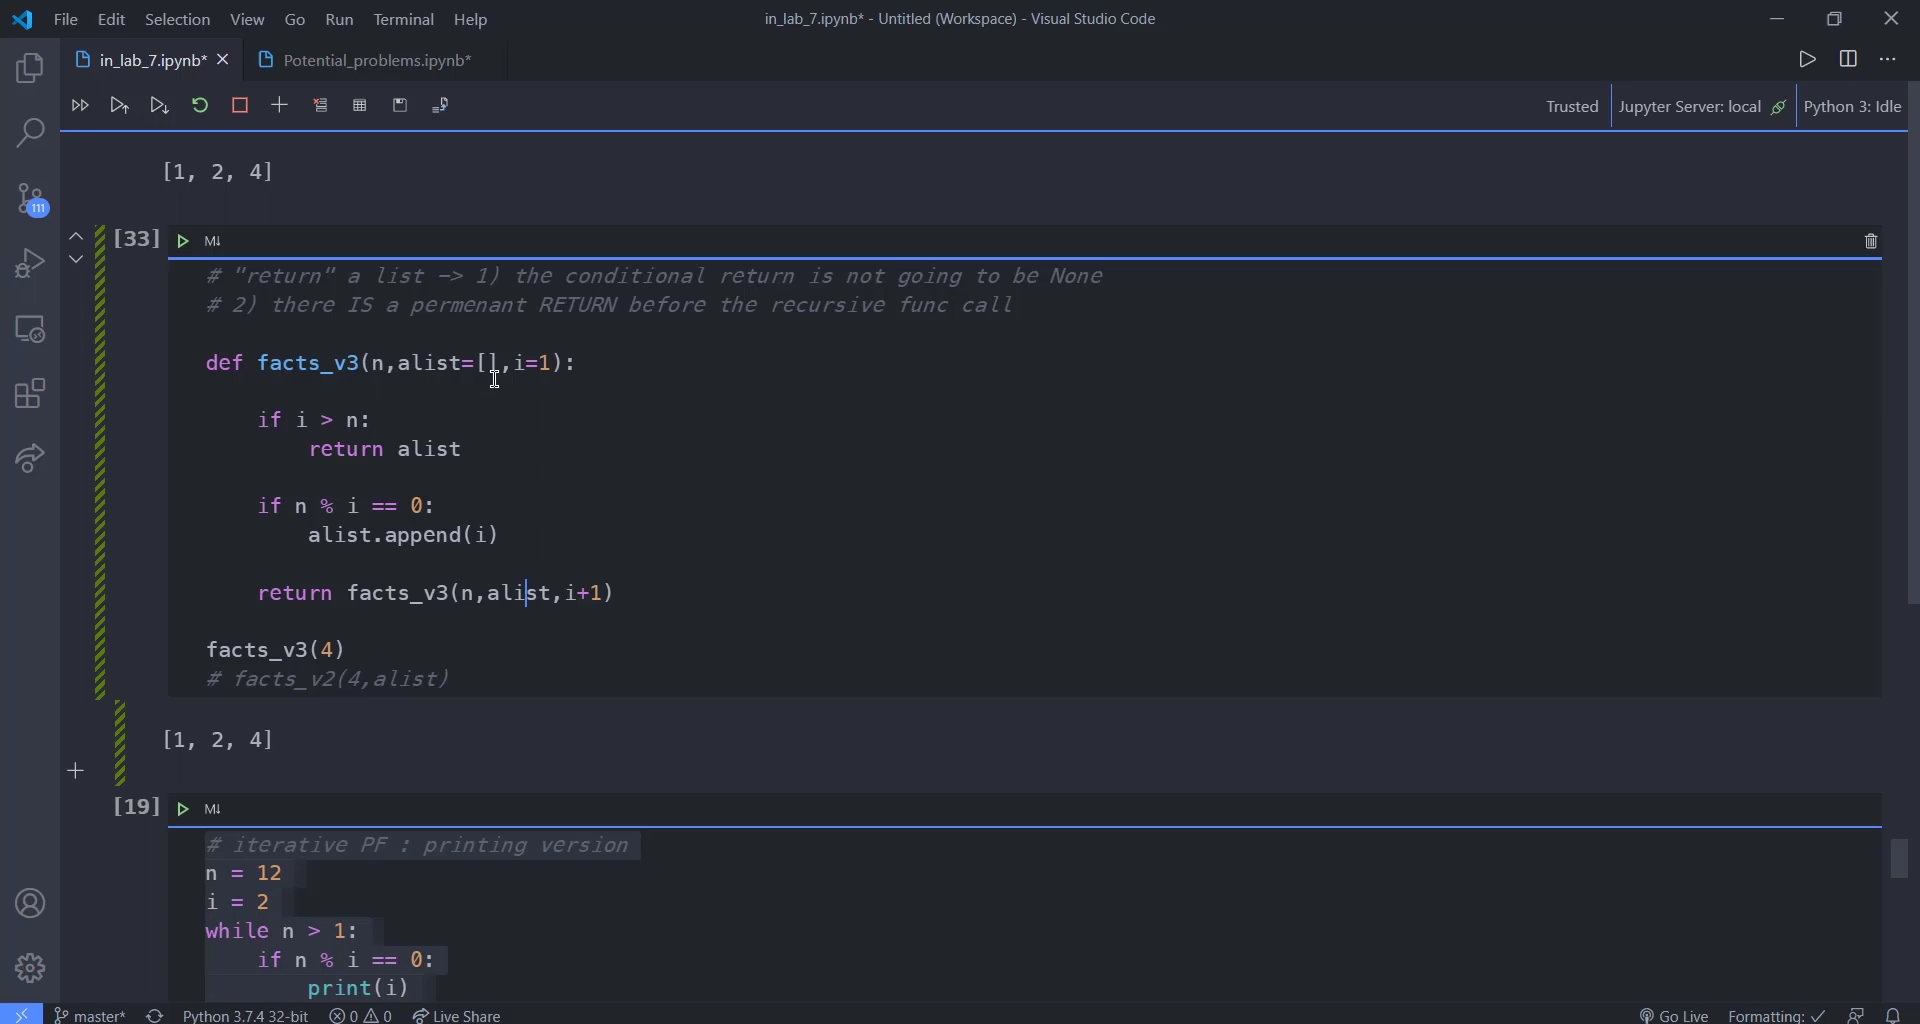 File Edit Selection View Go Run Terminal Help
in_lab_7.ipynb* - Untitled (Workspace) - Visual Studio Code
in_lab_7.ipynb*
Potential_problems.ipynb*
Trusted
Jupyter Server: local
Python 3: Idle
[1, 2, 4]
111
[33]
M↓
# "return" a list -> 1) the conditional return is not going to be None
# 2) there IS a permenant RETURN before the recursive func call
def facts_v3(n,alist=[],i=1):
if i > n:
return alist
if n % i == 0:
alist.append(i)
return facts_v3(n,alist,i+1)
facts_v3(4)
# facts_v2(4,alist)
[1, 2, 4]
[19]
M↓
# iterative PF : printing version
n = 12
i = 2
while n > 1:
if n % i == 0:
print(i)
master*
Python 3.7.4 32-bit
0
0
Live Share
Go Live
Formatting: ✓